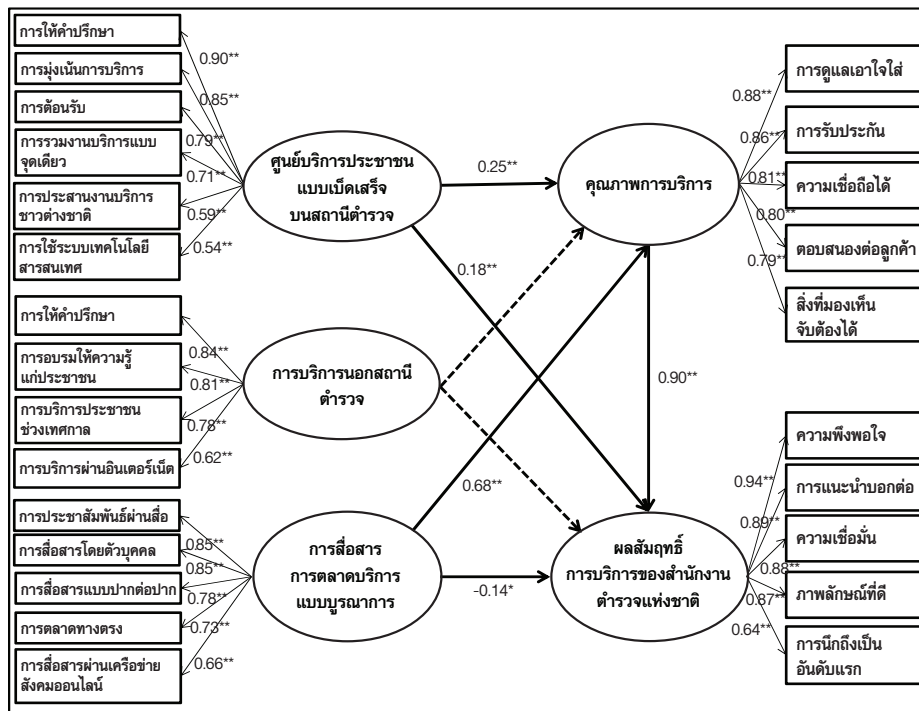 การให้คำปรึกษา
0.90**
การมุ่งเน้นการบริการ
0.85**
การต้อนรับ
0.79**
การรวมงานบริการแบบ
จุดเดียว
0.71**
การประสานงานบริการ
ชาวต่างชาติ
0.59**
การใช้ระบบเทคโนโลยี
สารสนเทศ
0.54**
ศูนย์บริการประชาชน
แบบเบ็ดเสร็จ
บนสถานีตำรวจ
0.25**
0.18**
คุณภาพการบริการ
การดูแลเอาใจใส่
0.88**
การรับประกัน
0.86**
ความเชื่อถือได้
0.81**
ตอบสนองต่อลูกค้า
0.80**
สิ่งที่มองเห็น
จับต้องได้
0.79**
การให้คำปรึกษา
0.84**
การอบรมให้ความรู้
แก่ประชาชน
0.81**
การบริการประชาชน
ช่วงเทศกาล
0.78**
การบริการผ่านอินเตอร์เน็ต
0.62**
การบริการนอกสถานี
ตำรวจ
0.90**
0.68**
การประชาสัมพันธ์ผ่านสื่อ
0.85**
การสื่อสารโดยตัวบุคคล
0.85**
การสื่อสารแบบปากต่อปาก
0.78**
การตลาดทางตรง
0.73**
การสื่อสารผ่านเครือข่าย
สังคมออนไลน์
0.66**
การสื่อสาร
การตลาดบริการ
แบบบูรณาการ
-0.14*
ผลสัมฤทธิ์
การบริการของสำนักงาน
ตำรวจแห่งชาติ
ความพึงพอใจ
0.94**
การแนะนำบอกต่อ
0.89**
ความเชื่อมั่น
0.88**
ภาพลักษณ์ที่ดี
0.87**
การนึกถึงเป็น
อันดับแรก
0.64**